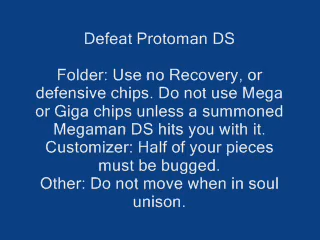 Defeat Protoman DS
Folder: Use no Recovery, or
defensive chips. Do not use Mega
or Giga chips unless a summoned
Megaman DS hits you with it.
Customizer: Half of your pieces
must be bugged.
Other: Do not move when in soul
unison.